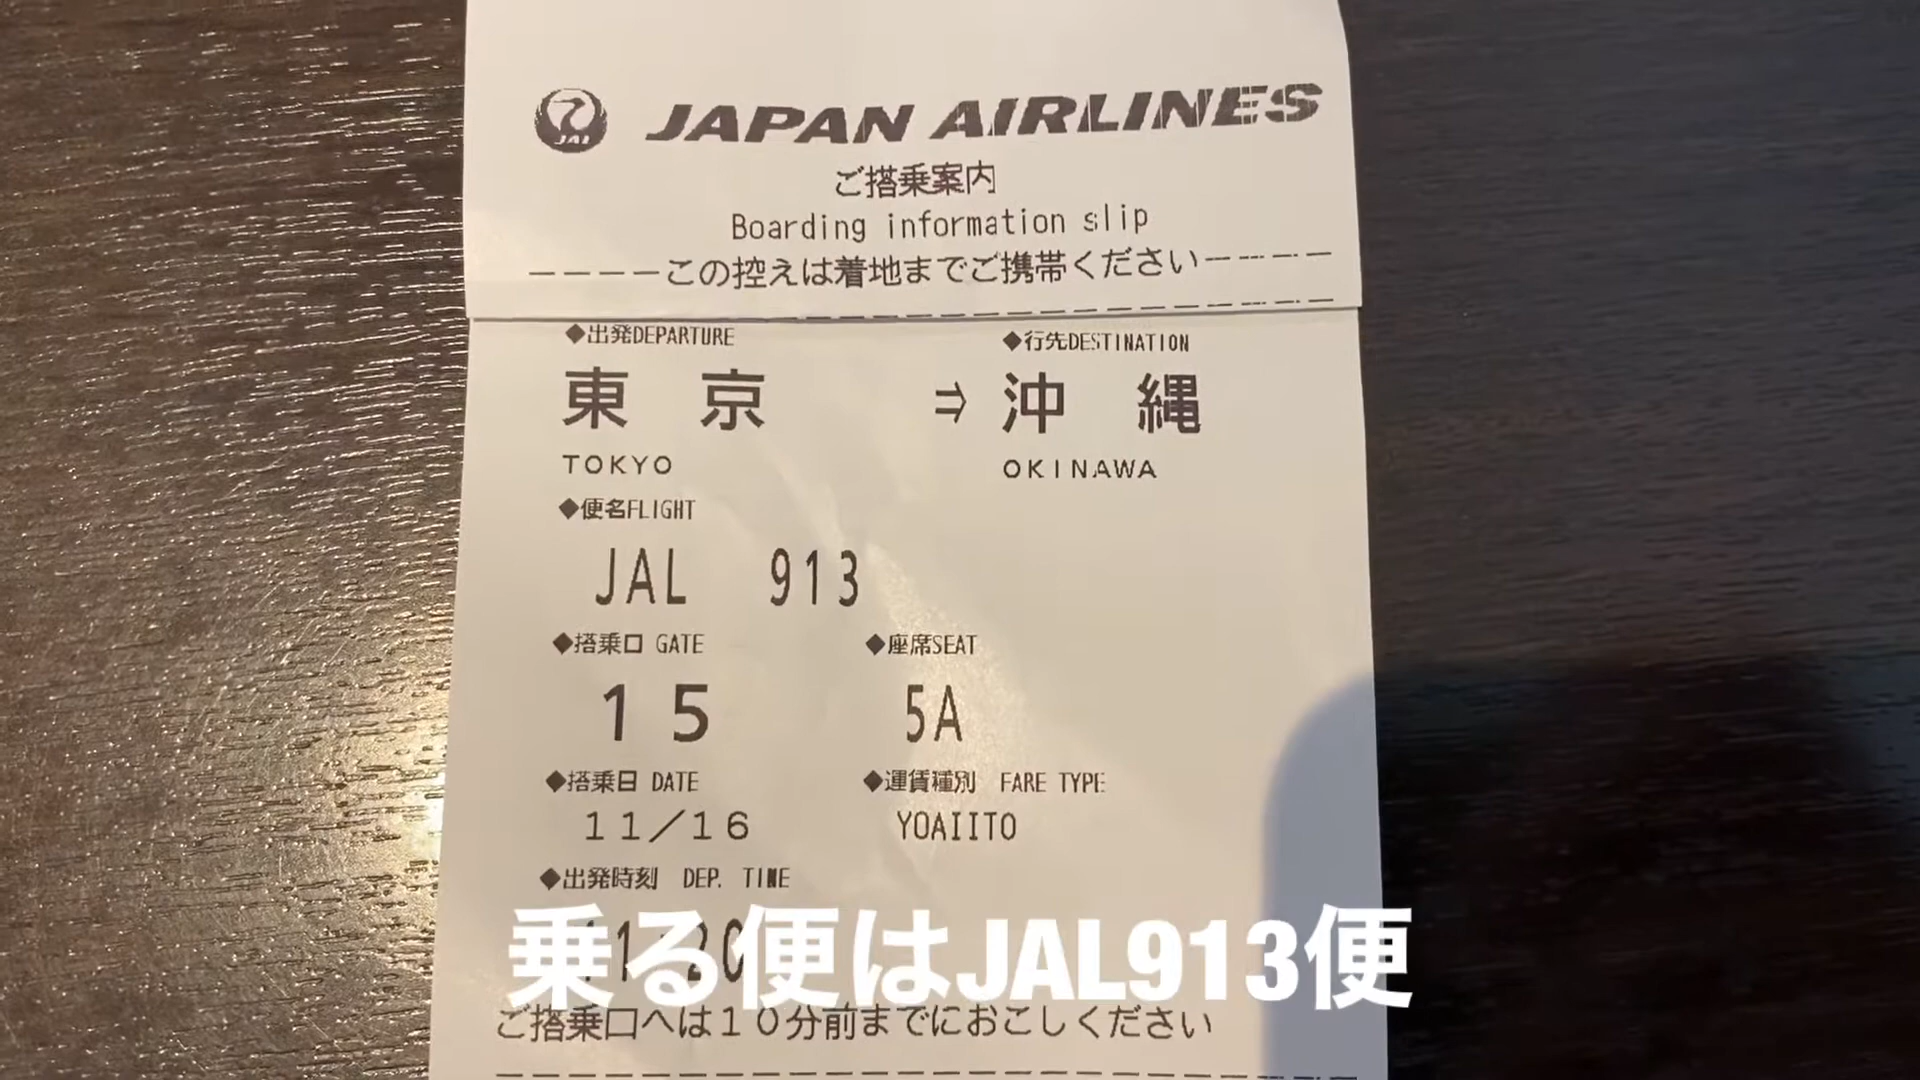 JAL JAPAN AIRLINES
ご搭乗案内
Boarding information slip
----この控えは着地までご携帯ください----
◆出発DEPARTURE ◆行先DESTINATION
東京 ⇒ 沖縄
TOKYO OKINAWA
◆便名FLIGHT
JAL 913
◆搭乗口 GATE ◆座席SEAT
15 5A
◆搭乗日 DATE ◆運賃種別 FARE TYPE
11/16 YOAIITO
◆出発時刻 DEP. TIME
乗る便はJAL913便
ご搭乗口へは10分前までにおこしください